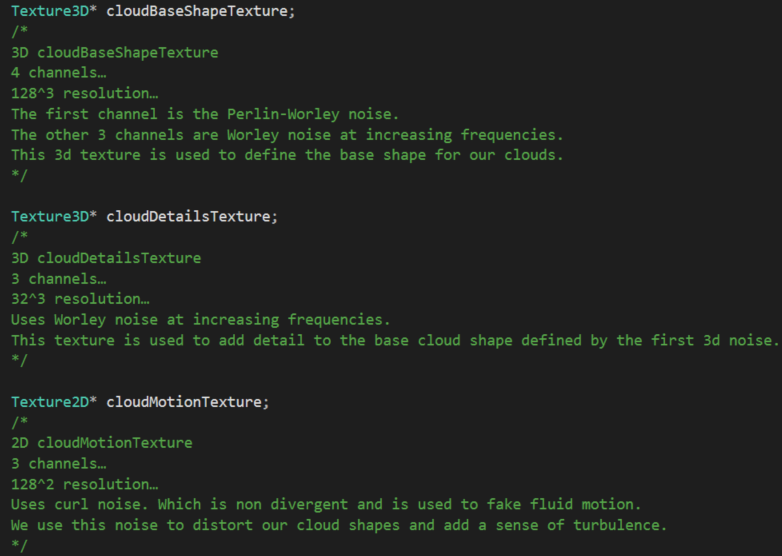 Texture3D* cloudBaseShapeTexture;
/*
3D cloudBaseShapeTexture
4 channels…
128^3 resolution…
The first channel is the Perlin-Worley noise.
The other 3 channels are Worley noise at increasing frequencies.
This 3d texture is used to define the base shape for our clouds.
*/
Texture3D* cloudDetailsTexture;
/*
3D cloudDetailsTexture
3 channels…
32^3 resolution…
Uses Worley noise at increasing frequencies.
This texture is used to add detail to the base cloud shape defined by the first 3d noise.
*/
Texture2D* cloudMotionTexture;
/*
2D cloudMotionTexture
3 channels…
128^2 resolution…
Uses curl noise. Which is non divergent and is used to fake fluid motion.
We use this noise to distort our cloud shapes and add a sense of turbulence.
*/